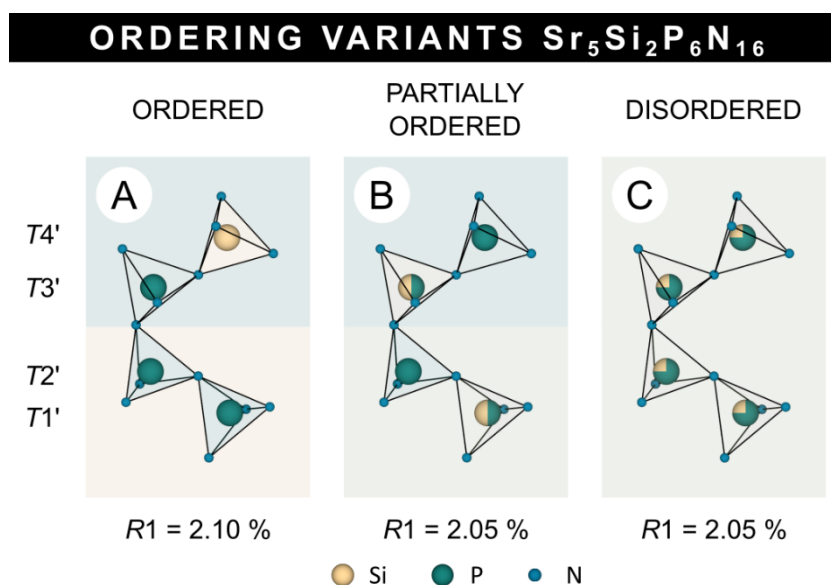 ORDERING VARIANTS Sr₅Si₂P₆N₁₆
ORDERED
PARTIALLY
ORDERED
DISORDERED
A
B
C
T4'
T3'
T2'
T1'
R1 = 2.10 %
R1 = 2.05 %
R1 = 2.05 %
Si P N